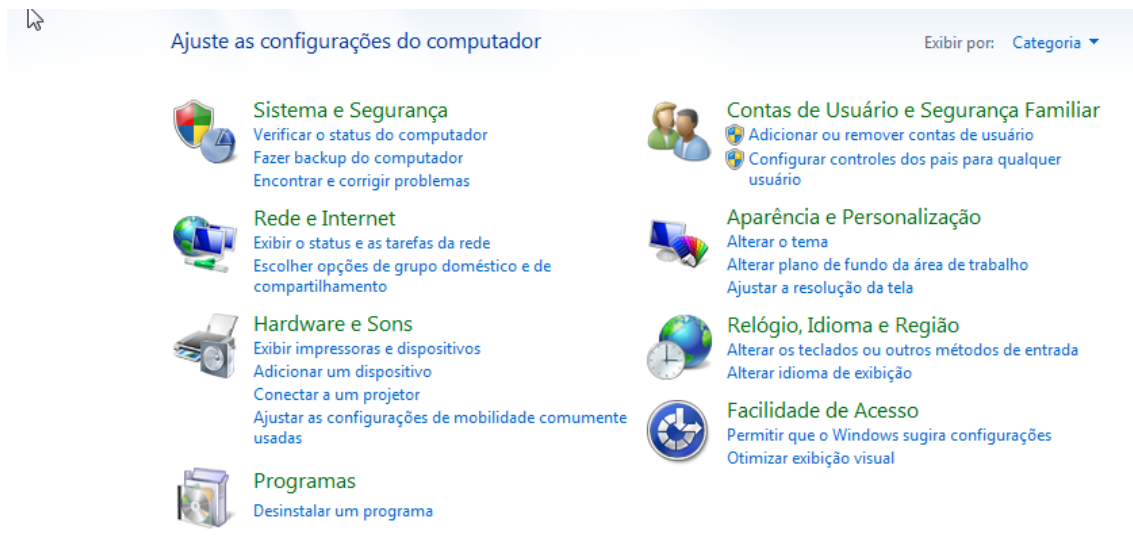 Ajuste as configurações do computador
Exibir por: Categoria
Sistema e Segurança
Verificar o status do computador
Fazer backup do computador
Encontrar e corrigir problemas
Rede e Internet
Exibir o status e as tarefas da rede
Escolher opções de grupo doméstico e de
compartilhamento
Hardware e Sons
Exibir impressoras e dispositivos
Adicionar um dispositivo
Conectar a um projetor
Ajustar as configurações de mobilidade comumente
usadas
Programas
Desinstalar um programa
Contas de Usuário e Segurança Familiar
Adicionar ou remover contas de usuário
Configurar controles dos pais para qualquer
usuário
Aparência e Personalização
Alterar o tema
Alterar plano de fundo da área de trabalho
Ajustar a resolução da tela
Relógio, Idioma e Região
Alterar os teclados ou outros métodos de entrada
Alterar idioma de exibição
Facilidade de Acesso
Permitir que o Windows sugira configurações
Otimizar exibição visual